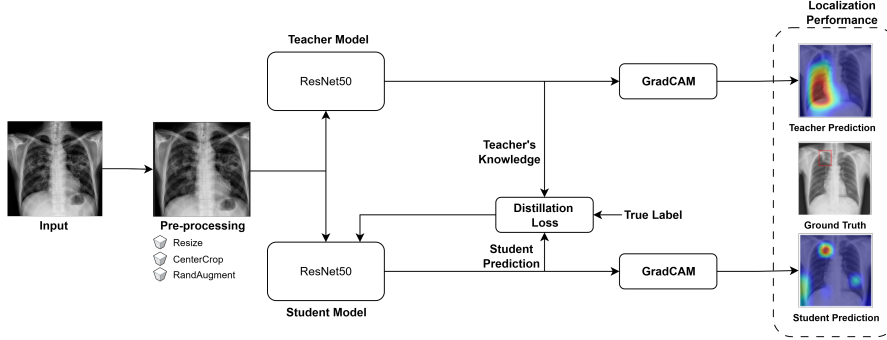 Localization
Performance
Teacher Model
ResNet50
GradCAM
Teacher Prediction
Teacher's
Knowledge
Input
Pre-processing
Resize
CenterCrop
RandAugment
Distillation
Loss
True Label
Ground Truth
Student
Prediction
ResNet50
GradCAM
Student Model
Student Prediction